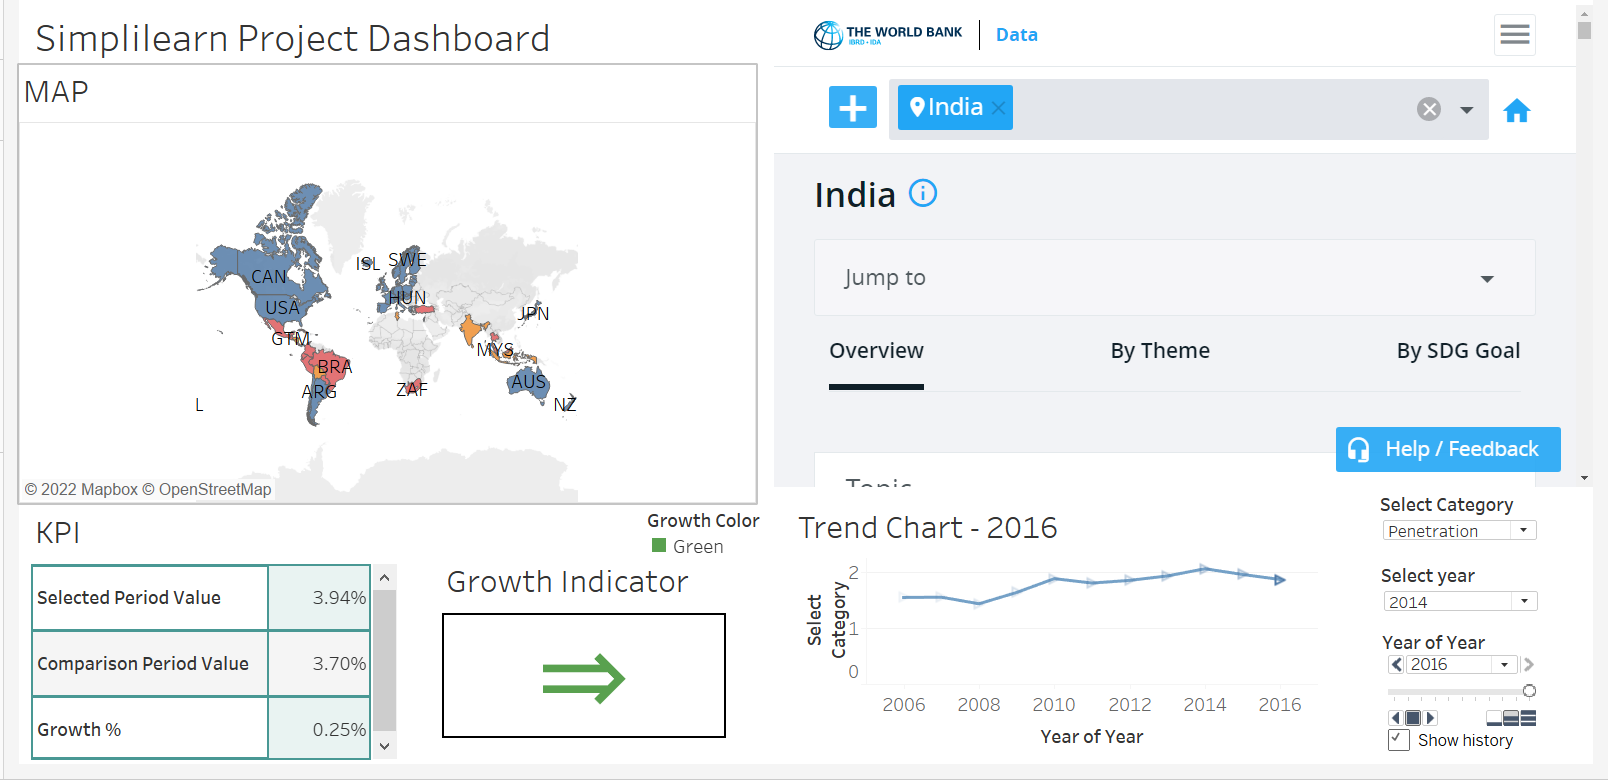 Simplilearn Project Dashboard
MAP
CAN
USA
GTM
BRA
ARG
ISL
SWE
HUN
JPN
MYS
ZAF
AUS
NZ
L
© 2022 Mapbox © OpenStreetMap
THE WORLD BANK
IBRD • IDA
Data
India
India
Jump to
Overview By Theme By SDG Goal
Help / Feedback
Topic
KPI
Selected Period Value 3.94%
Comparison Period Value 3.70%
Growth % 0.25%
Growth Color
Green
Growth Indicator
Trend Chart - 2016
Select
Category
2
1
0
2006 2008 2010 2012 2014 2016
Year of Year
Select Category
Penetration
Select year
2014
Year of Year
2016
Show history